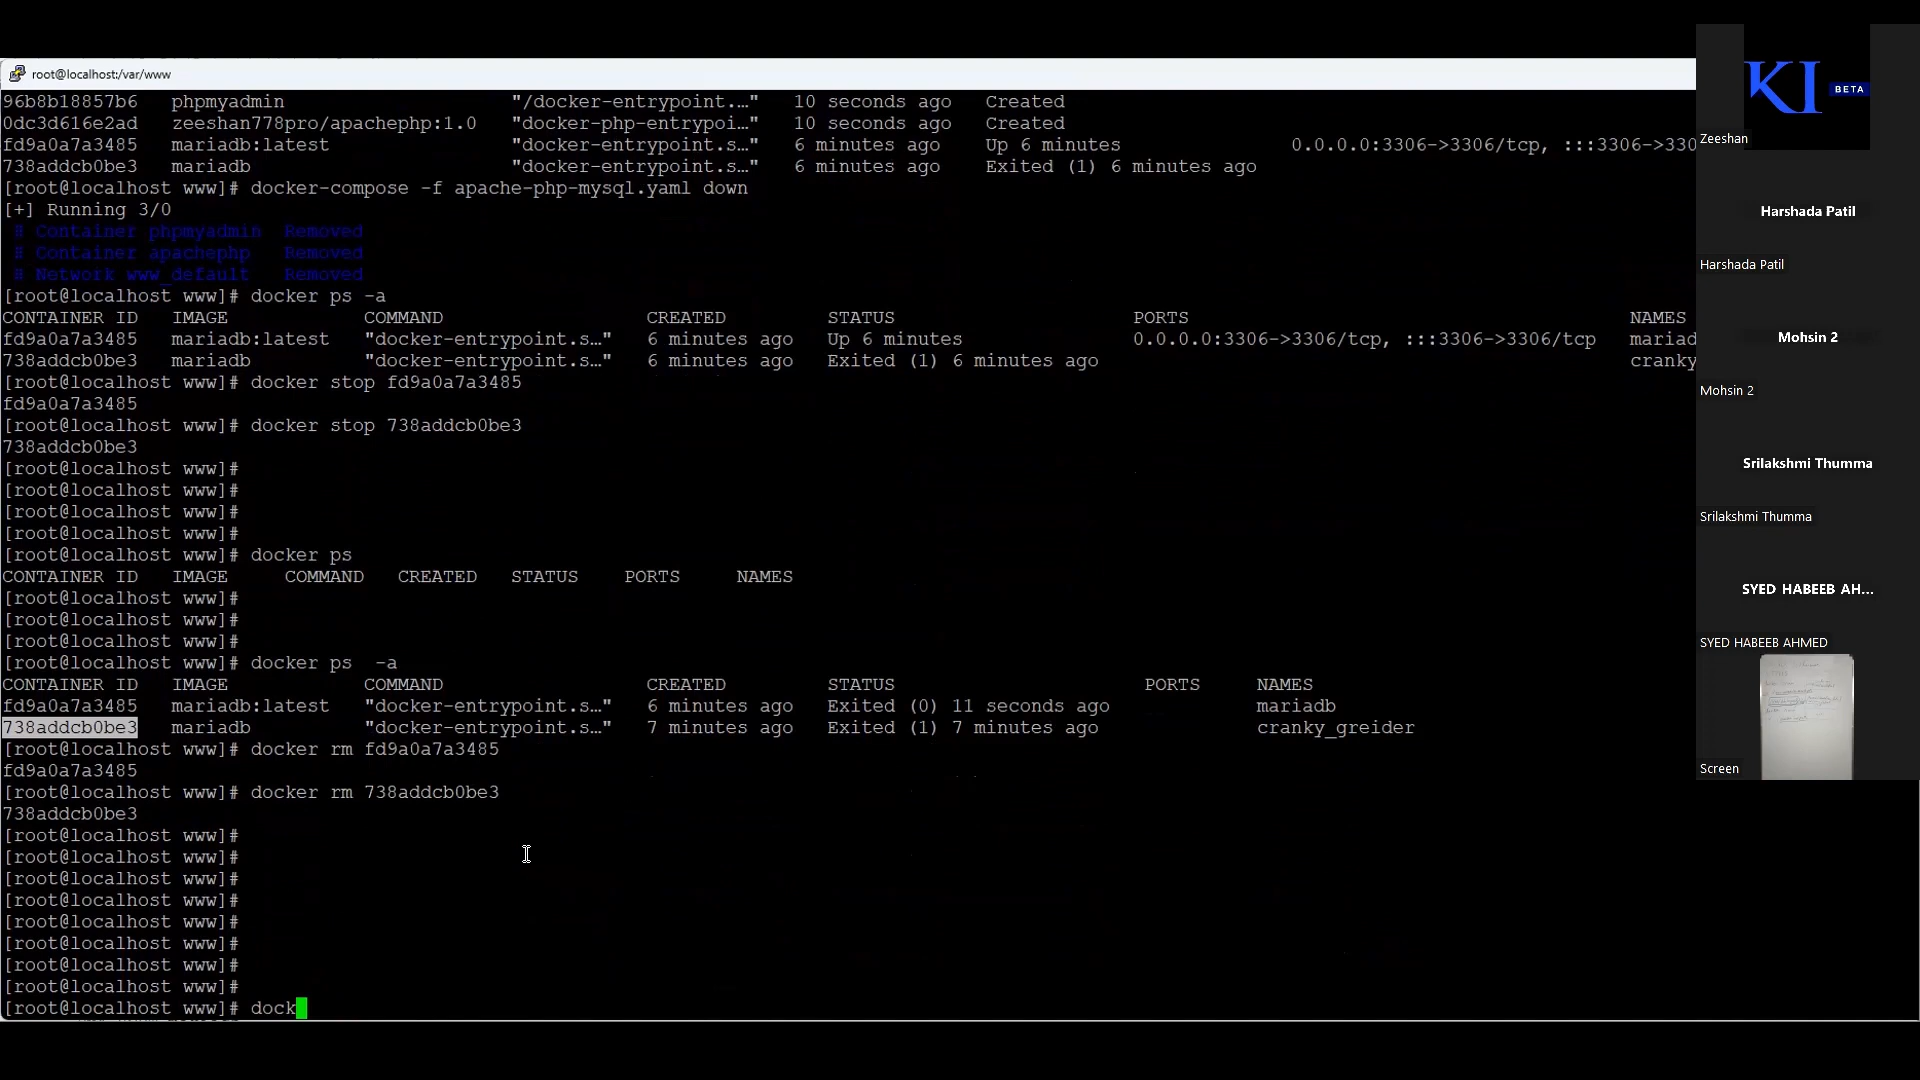 root@localhost:/var/www
96b8b18857b6 phpmyadmin "/docker-entrypoint.…" 10 seconds ago Created
0dc3d616e2ad zeeshan778pro/apachephp:1.0 "docker-php-entrypoi…" 10 seconds ago Created
fd9a0a7a3485 mariadb:latest "docker-entrypoint.s…" 6 minutes ago Up 6 minutes 0.0.0.0:3306->3306/tcp, :::3306->330
738addcb0be3 mariadb "docker-entrypoint.s…" 6 minutes ago Exited (1) 6 minutes ago
[root@localhost www]# docker-compose -f apache-php-mysql.yaml down
[+] Running 3/0
# Container phpmyadmin Removed
# Container apachephp Removed
# Network www_default Removed
[root@localhost www]# docker ps -a
CONTAINER ID IMAGE COMMAND CREATED STATUS PORTS NAMES
fd9a0a7a3485 mariadb:latest "docker-entrypoint.s…" 6 minutes ago Up 6 minutes 0.0.0.0:3306->3306/tcp, :::3306->3306/tcp mariad
738addcb0be3 mariadb "docker-entrypoint.s…" 6 minutes ago Exited (1) 6 minutes ago cranky
[root@localhost www]# docker stop fd9a0a7a3485
fd9a0a7a3485
[root@localhost www]# docker stop 738addcb0be3
738addcb0be3
[root@localhost www]#
[root@localhost www]#
[root@localhost www]#
[root@localhost www]#
[root@localhost www]# docker ps
CONTAINER ID IMAGE COMMAND CREATED STATUS PORTS NAMES
[root@localhost www]#
[root@localhost www]#
[root@localhost www]#
[root@localhost www]# docker ps -a
CONTAINER ID IMAGE COMMAND CREATED STATUS PORTS NAMES
fd9a0a7a3485 mariadb:latest "docker-entrypoint.s…" 6 minutes ago Exited (0) 11 seconds ago mariadb
738addcb0be3 mariadb "docker-entrypoint.s…" 7 minutes ago Exited (1) 7 minutes ago cranky_greider
[root@localhost www]# docker rm fd9a0a7a3485
fd9a0a7a3485
[root@localhost www]# docker rm 738addcb0be3
738addcb0be3
[root@localhost www]#
[root@localhost www]#
[root@localhost www]#
[root@localhost www]#
[root@localhost www]#
[root@localhost www]#
[root@localhost www]#
[root@localhost www]#
[root@localhost www]# dock
KI BETA
Zeeshan
Harshada Patil
Harshada Patil
Mohsin 2
Mohsin 2
Srilakshmi Thumma
Srilakshmi Thumma
SYED HABEEB AH...
SYED HABEEB AHMED
Screen